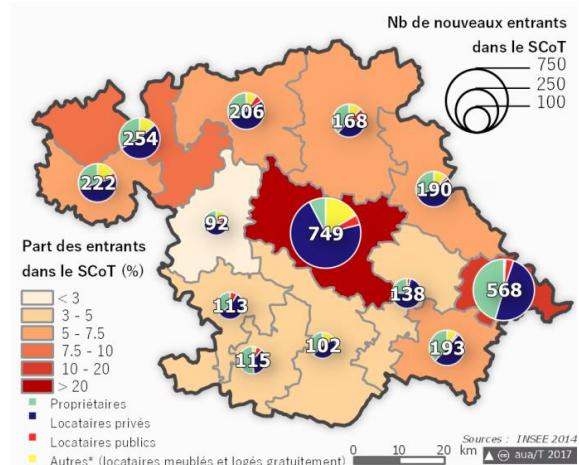 Nb de nouveaux entrants
dans le SCoT
750
250
100
206
168
254
222
190
92
749
568
138
113
115
102
193
Part des entrants
dans le SCoT (%)
< 3
3 - 5
5 - 7.5
7.5 - 10
10 - 20
> 20
Propriétaires
Locataires privés
Locataires publics
Autres* (locataires meublés et logés gratuitement)
0 10 20 km
Sources : INSEE 2014
aua/T 2017